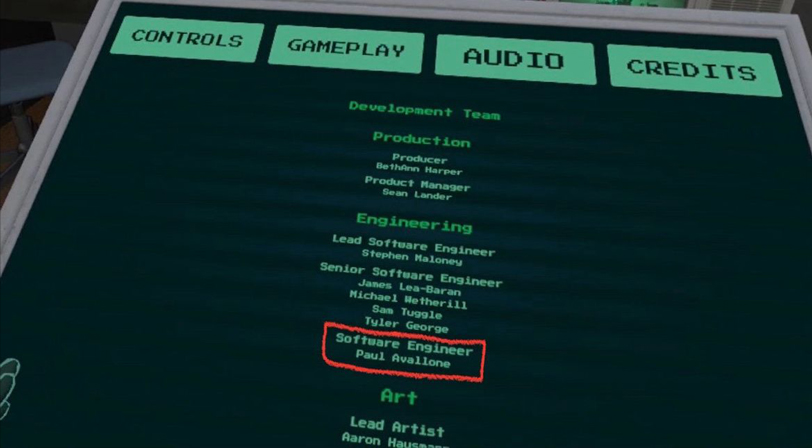 CONTROLS
GAMEPLAY
AUDIO
CREDITS
Development Team
Production
Producer
BethAnn Harper
Product Manager
Sean Lander
Engineering
Lead Software Engineer
Stephen Maloney
Senior Software Engineer
James Lea-Baran
Michael Wetherill
Sam Tuggle
Tyler George
Software Engineer
Paul Avallone
Art
Lead Artist
Aaron Hausmann